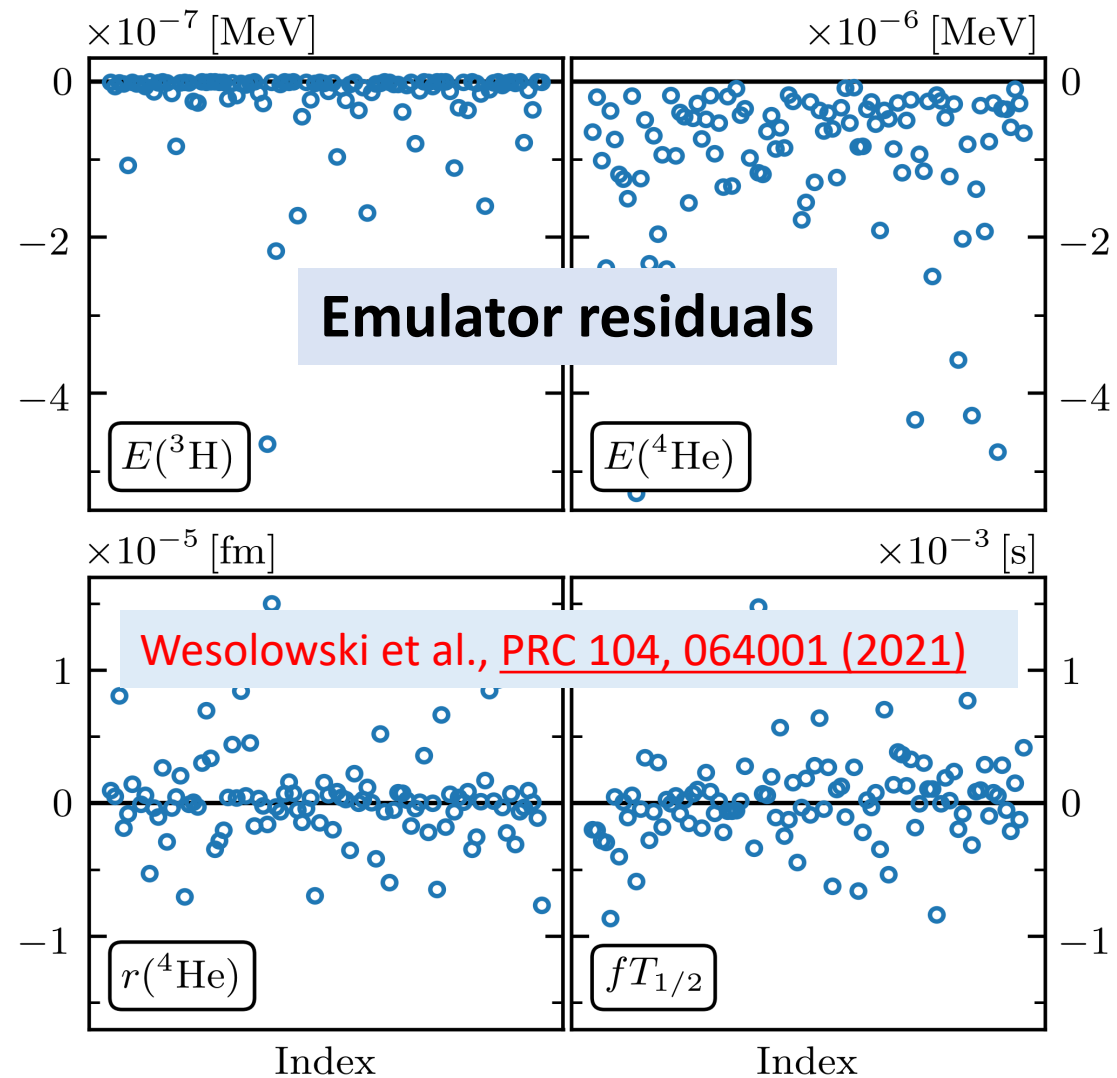 ×10⁻⁷ [MeV]
×10⁻⁶ [MeV]
0
−2
−4
0
−2
−4
Emulator residuals
E(³H)
E(⁴He)
×10⁻⁵ [fm]
×10⁻³ [s]
Wesolowski et al., PRC 104, 064001 (2021)
1
0
−1
1
0
−1
r(⁴He)
fT₁/₂
Index
Index